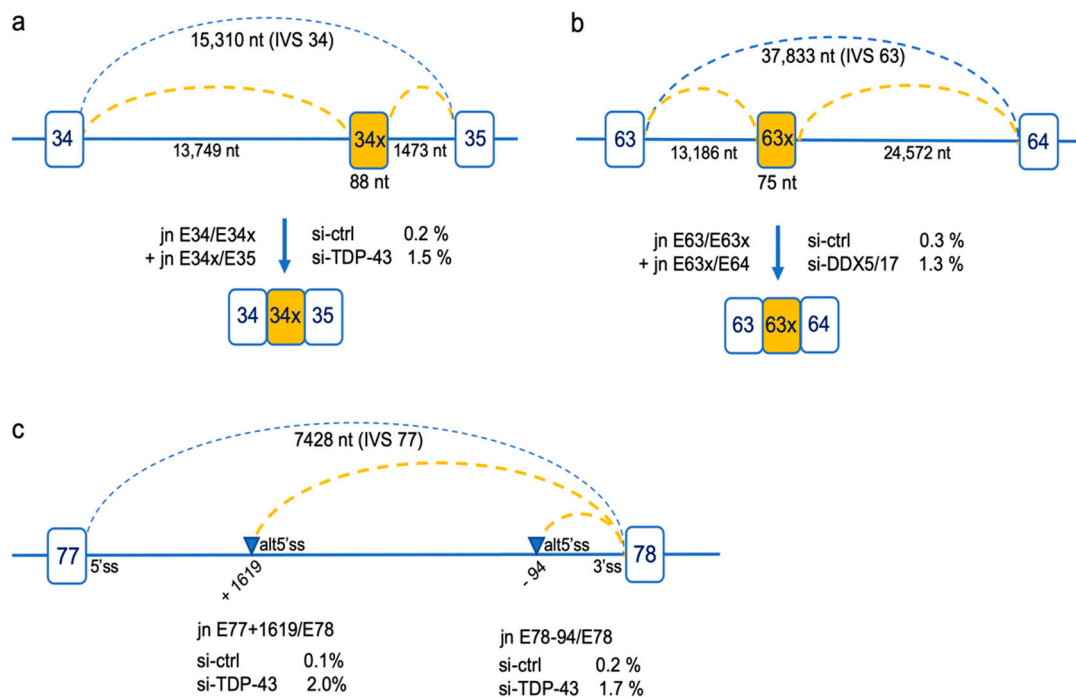 a
15,310 nt (IVS 34)
34
34x
35
13,749 nt
1473 nt
88 nt
jn E34/E34x
+ jn E34x/E35
si-ctrl 0.2 %
si-TDP-43 1.5 %
34 34x 35
b
37,833 nt (IVS 63)
63
63x
64
13,186 nt
24,572 nt
75 nt
jn E63/E63x
+ jn E63x/E64
si-ctrl 0.3 %
si-DDX5/17 1.3 %
63 63x 64
c
7428 nt (IVS 77)
77
5'ss
alt5'ss
+ 1619
alt5'ss
- 94
3'ss
78
jn E77+1619/E78
si-ctrl 0.1%
si-TDP-43 2.0%
jn E78-94/E78
si-ctrl 0.2 %
si-TDP-43 1.7 %